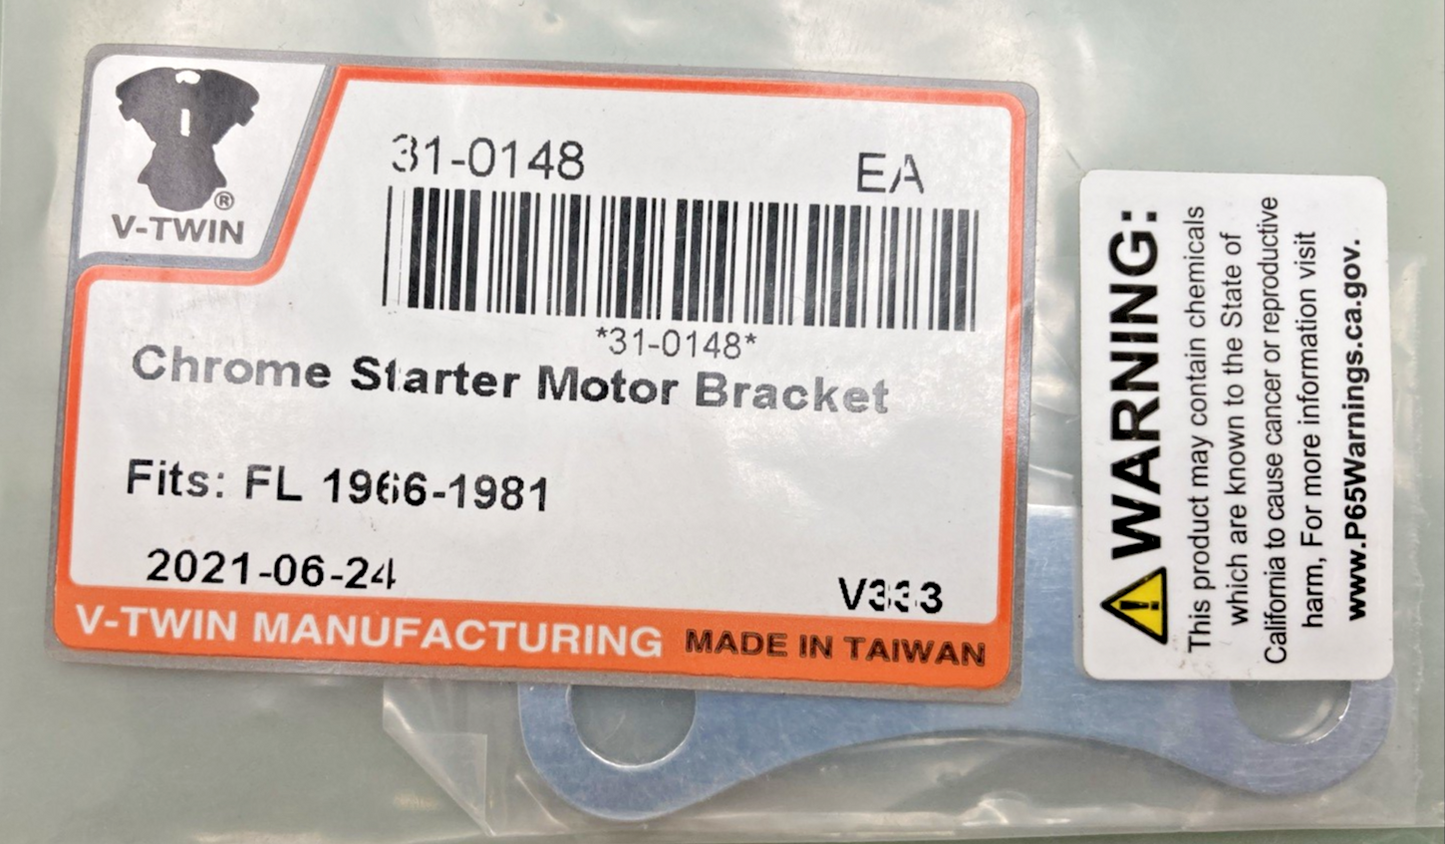 ®
V-TWIN
31-0148
EA
*31-0148*
Chrome Starter Motor Bracket
Fits: FL 1966-1981
2021-06-24
V333
V-TWIN MANUFACTURING MADE IN TAIWAN
WARNING:
This product may contain chemicals
which are known to the State of
California to cause cancer or reproductive
harm, For more information visit
www.P65Warnings.ca.gov.